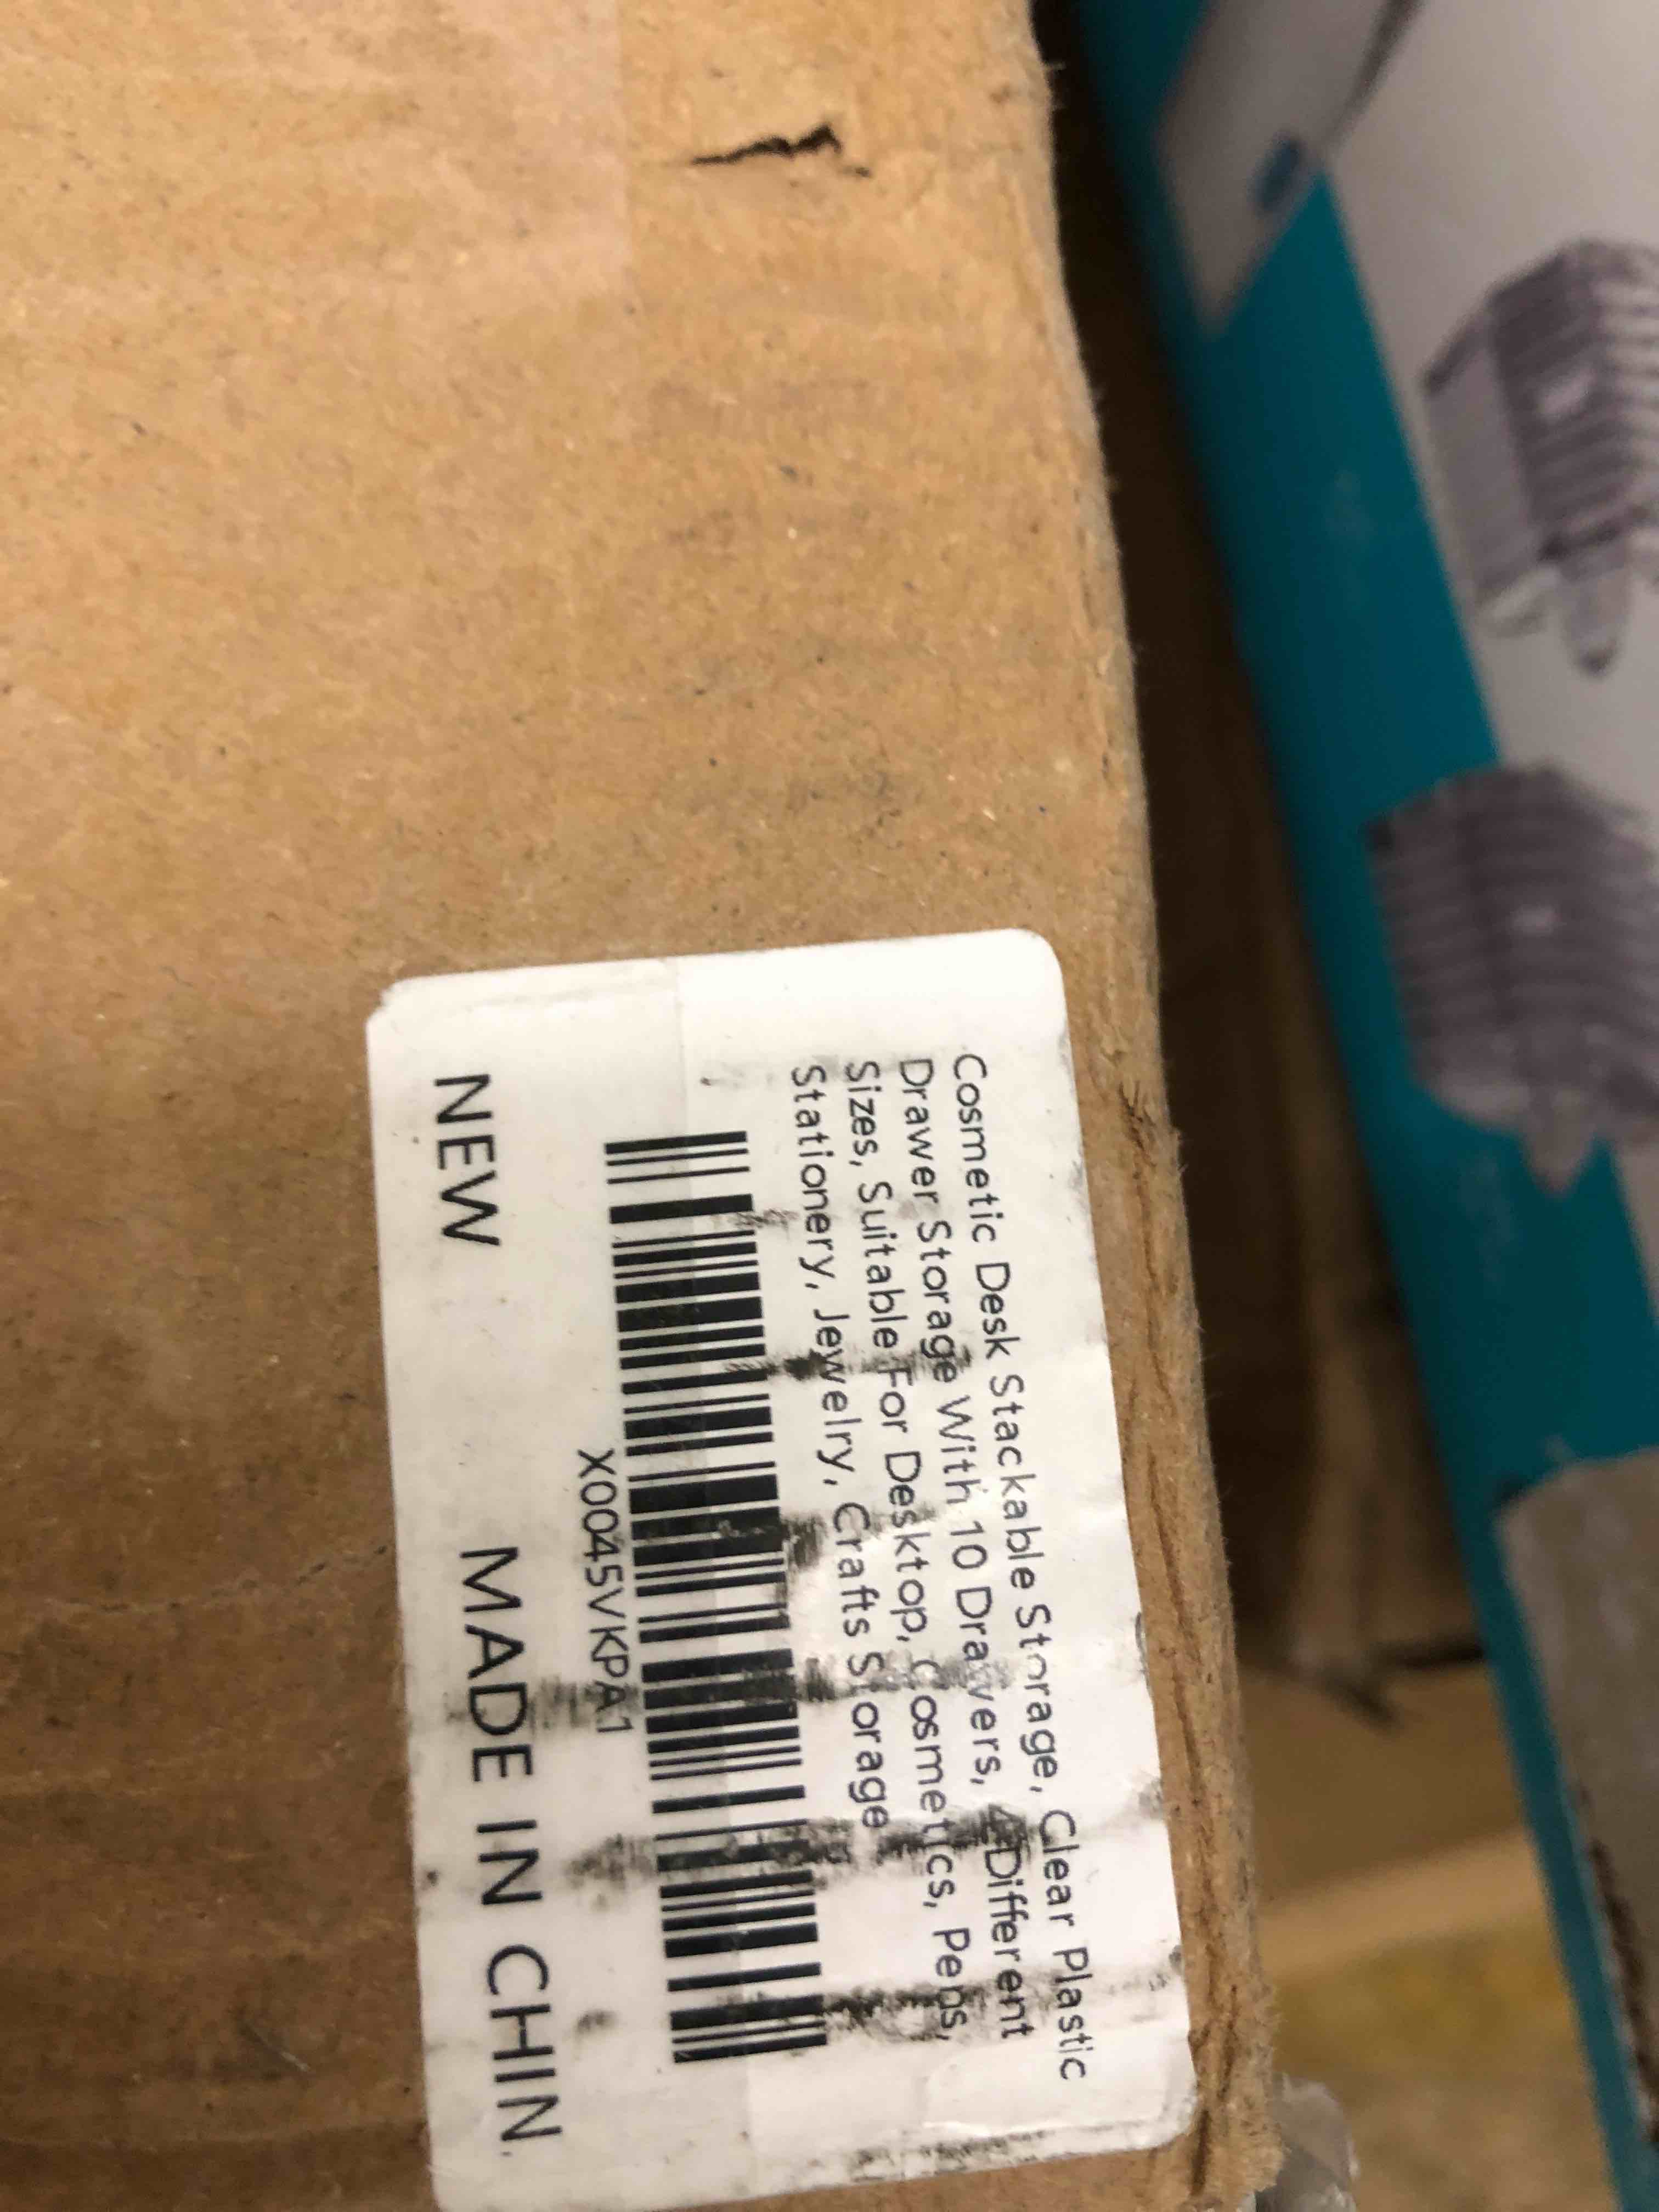 Cosmetic Desk Stackable Storage, Clear Plastic
Drawer Storage With 10 Drawers, 4 Different
Sizes, Suitable For Desktop, Cosmetics, Pens,
Stationery, Jewelry, Crafts Storage
X0045VKPA1
NEW MADE IN CHIN